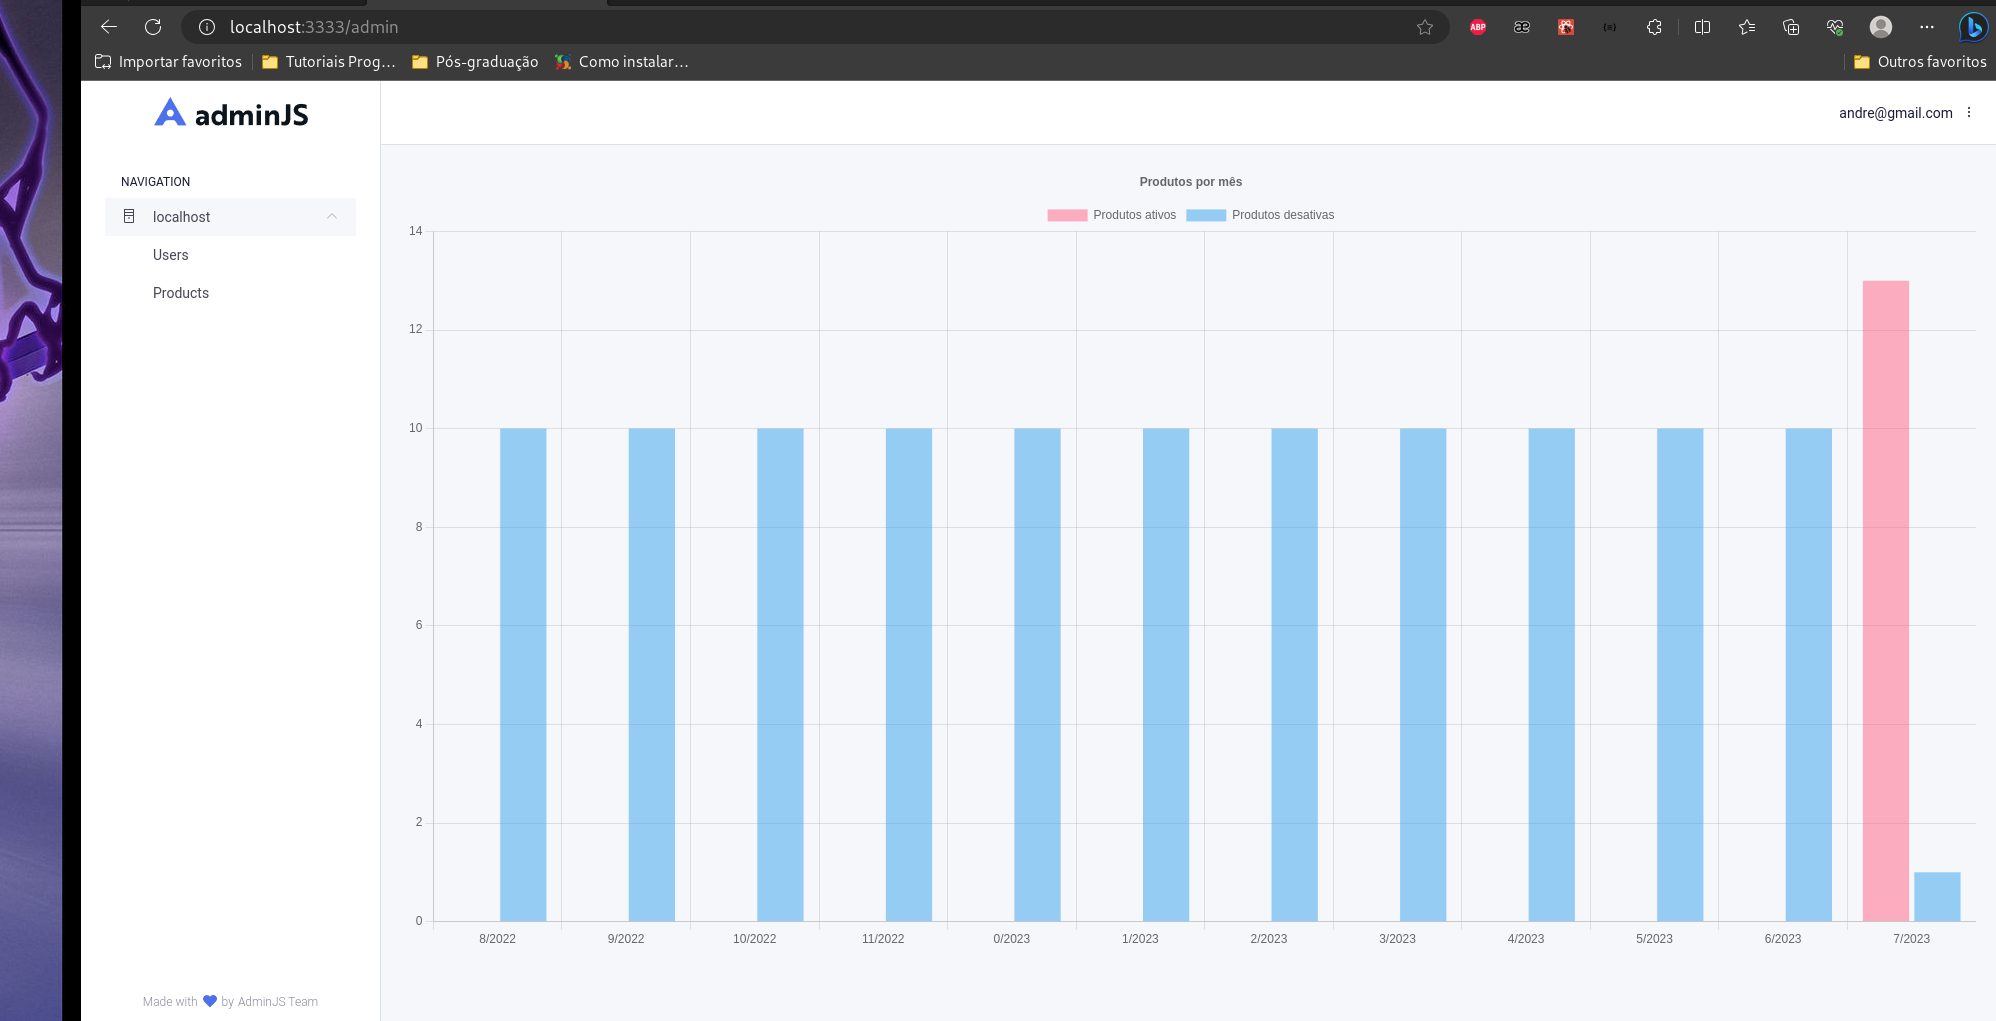 localhost:3333/admin
ABP
æ
Importar favoritos
Tutoriais Prog...
Pós-graduação
Como instalar...
Outros favoritos
adminJS
andre@gmail.com
NAVIGATION
localhost
Users
Products
Produtos por mês
Produtos ativos
Produtos desativas
14
12
10
8
6
4
2
0
8/2022
9/2022
10/2022
11/2022
0/2023
1/2023
2/2023
3/2023
4/2023
5/2023
6/2023
7/2023
Made with by AdminJS Team